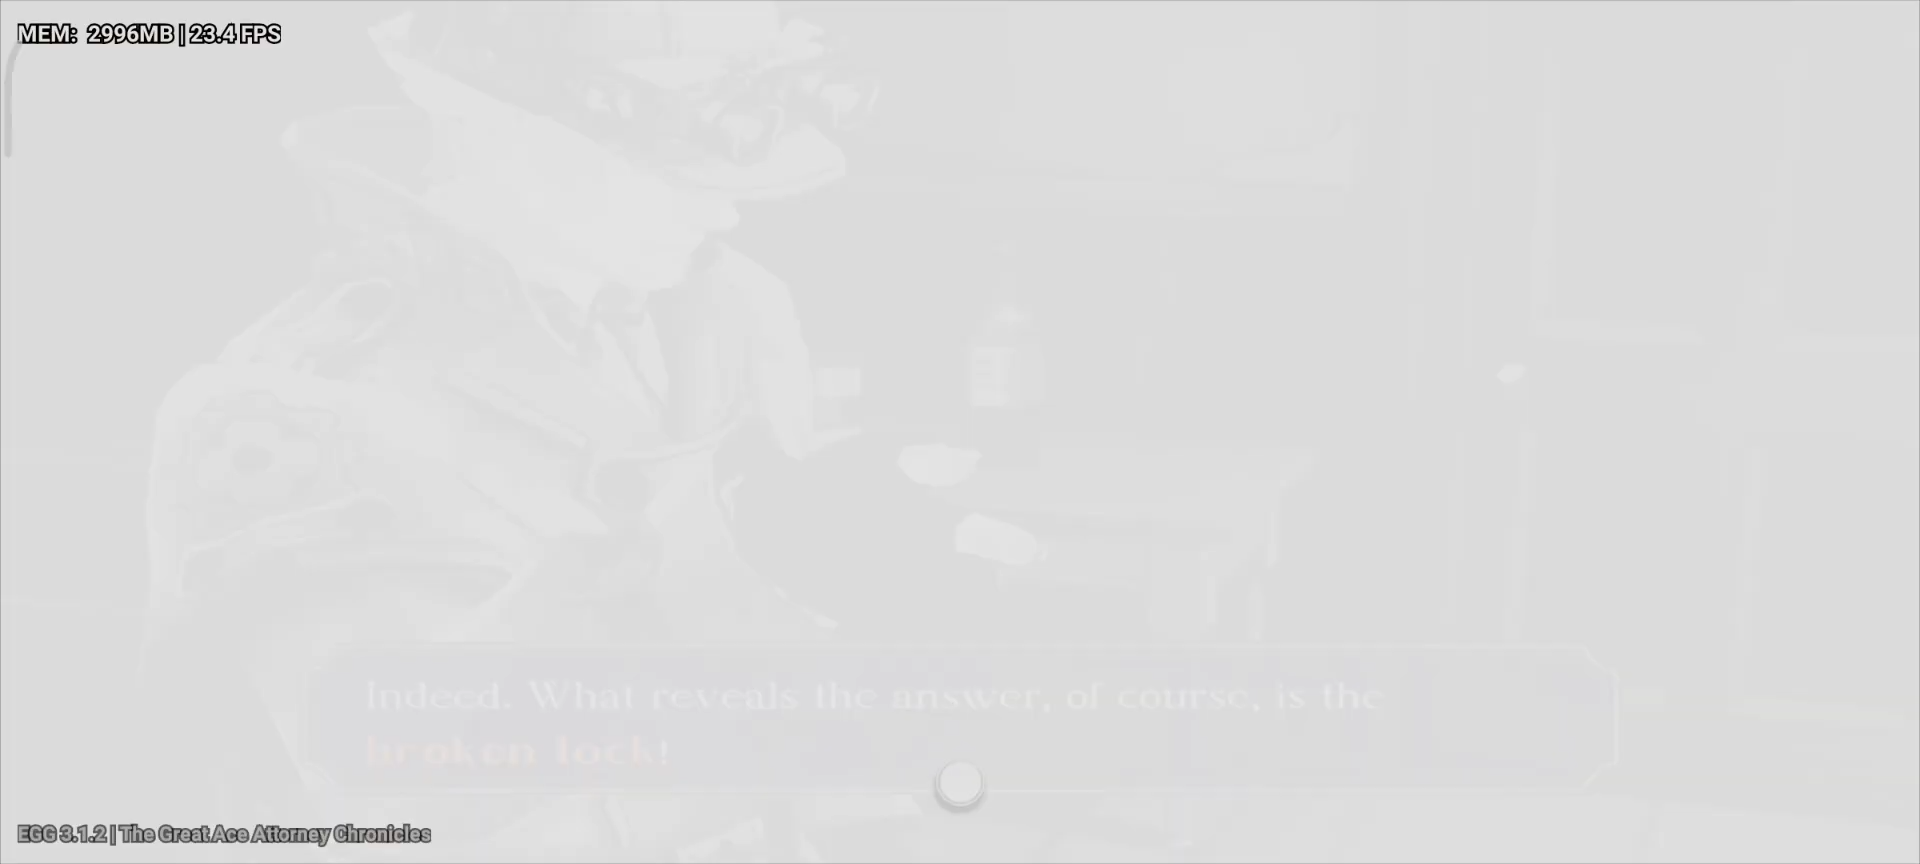 MEM: 2996MB | 23.4 FPS
Indeed. What reveals the answer, of course, is the
broken lock!
EGG 3.1.2 | The Great Ace Attorney Chronicles